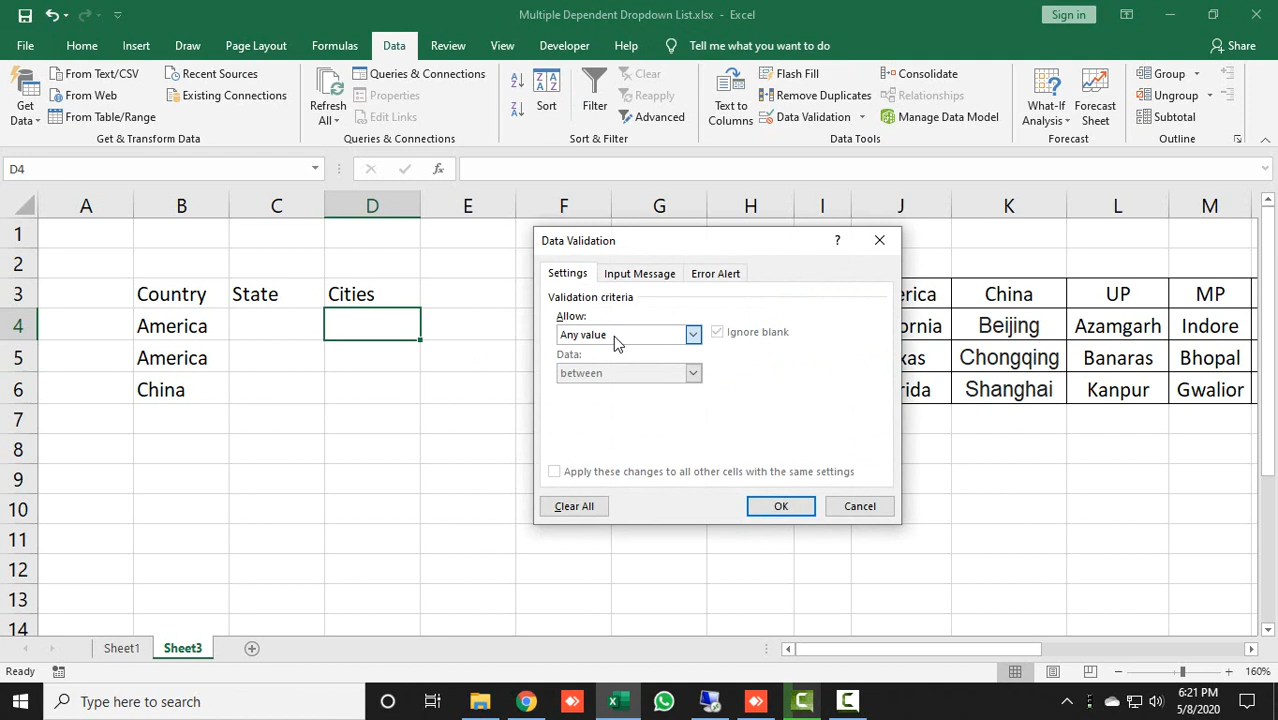 Multiple Dependent Dropdown List.xlsx - Excel
Sign in
File Home Insert Draw Page Layout Formulas Data Review View Developer Help Tell me what you want to do Share
Get Data
From Text/CSV
From Web
From Table/Range
Recent Sources
Existing Connections
Get & Transform Data
Refresh All
Queries & Connections
Properties
Edit Links
Queries & Connections
Sort
Filter
Clear
Reapply
Advanced
Sort & Filter
Text to Columns
Flash Fill
Remove Duplicates
Data Validation
Consolidate
Relationships
Manage Data Model
Data Tools
What-If Analysis
Forecast Sheet
Forecast
Group
Ungroup
Subtotal
Outline
D4 fx
A B C D E F G H I J K L M
1
2
3 Country State Cities erica China UP MP
4 America ornia Beijing Azamgarh Indore
5 America xas Chongqing Banaras Bhopal
6 China rida Shanghai Kanpur Gwalior
7
8
9
10
11
12
13
14
Data Validation ?
Settings Input Message Error Alert
Validation criteria
Allow:
Any value Ignore blank
Data:
between
Apply these changes to all other cells with the same settings
Clear All OK Cancel
Sheet1 Sheet3
Ready 160%
Type here to search
6:21 PM
5/8/2020